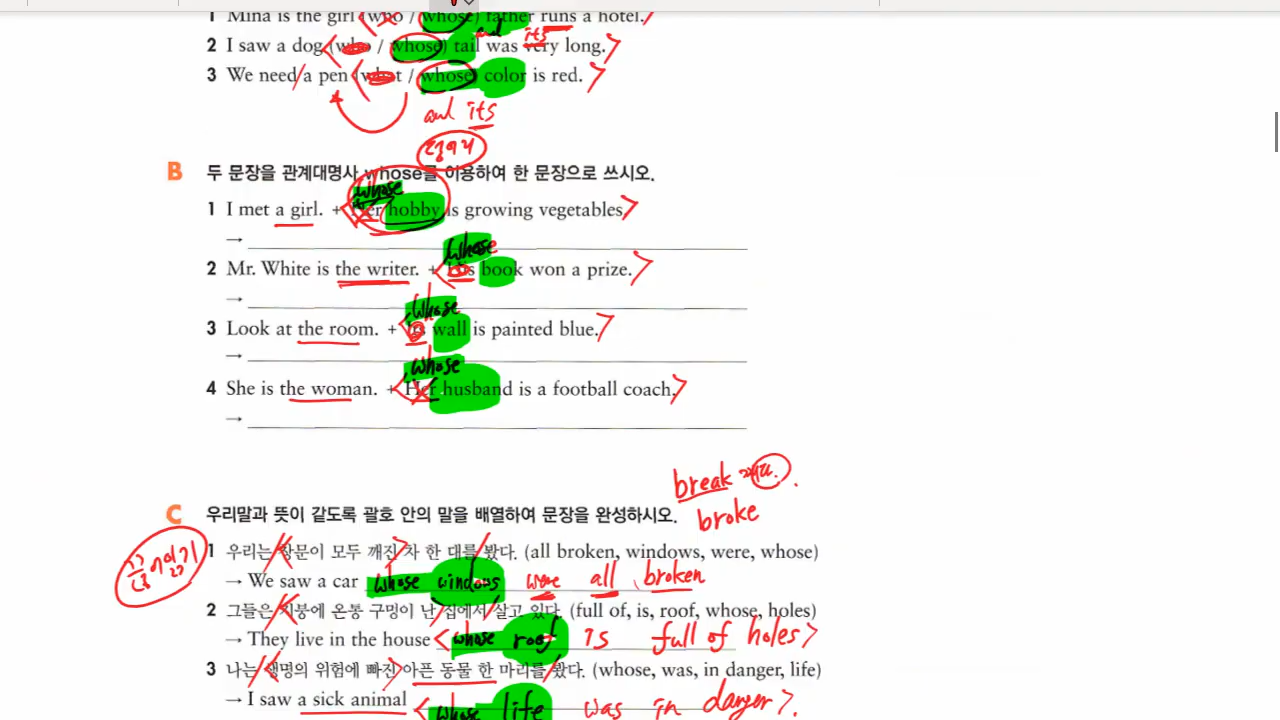 1 Mina is the girl (who / whose) father runs a hotel.
and its
2 I saw a dog (who / whose) tail was very long.
3 We need a pen (what / whose) color is red.
and its
B 두 문장을 관계대명사 whose를 이용하여 한 문장으로 쓰시오.
whose
1 I met a girl. + Her hobby is growing vegetables.
→
whose
2 Mr. White is the writer. + His book won a prize.
→
whose
3 Look at the room. + Its wall is painted blue.
→
whose
4 She is the woman. + Her husband is a football coach.
→
break
broke
C 우리말과 뜻이 같도록 괄호 안의 말을 배열하여 문장을 완성하시오.
1 우리는 창문이 모두 깨진 차 한 대를 봤다. (all broken, windows, were, whose)
→ We saw a car whose windows were all broken
2 그들은 지붕에 온통 구멍이 난 집에서 살고 있다. (full of, is, roof, whose, holes)
→ They live in the house whose roof is full of holes
3 나는 생명의 위험에 빠진 아픈 동물 한 마리를 봤다. (whose, was, in danger, life)
→ I saw a sick animal whose life was in danger.